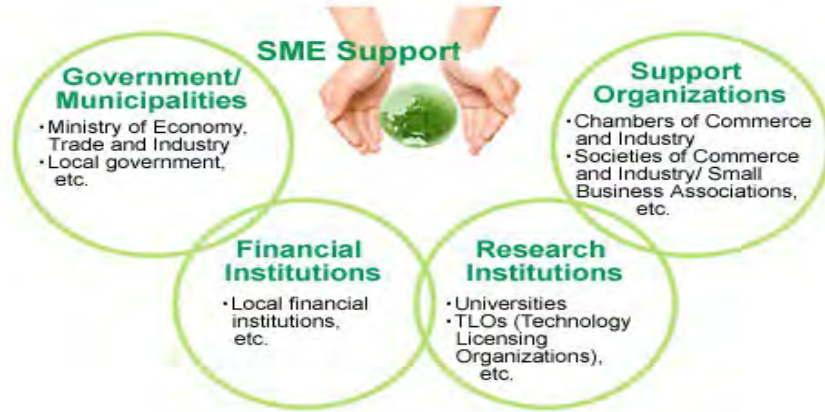 SME Support
Government/
Municipalities
・Ministry of Economy,
Trade and Industry
・Local government,
etc.
Support
Organizations
・Chambers of Commerce
and Industry
・Societies of Commerce
and Industry/ Small
Business Associations,
etc.
Financial
Institutions
・Local financial
institutions,
etc.
Research
Institutions
・Universities
・TLOs (Technology
Licensing
Organizations),
etc.